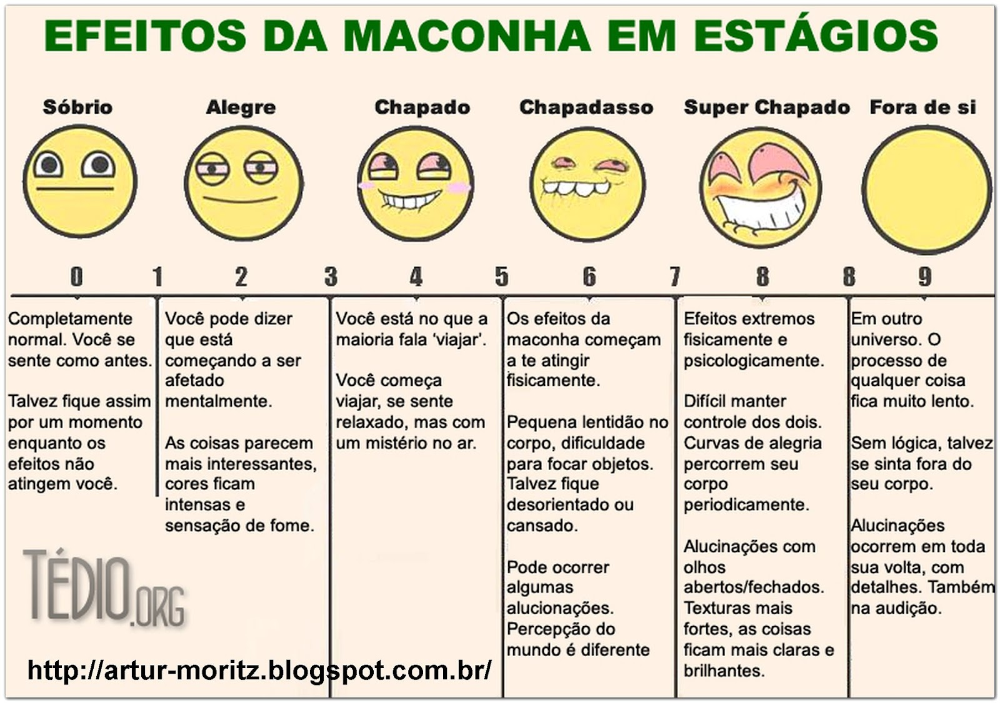 EFEITOS DA MACONHA EM ESTÁGIOS
Sóbrio
Alegre
Chapado
Chapadasso
Super Chapado
Fora de si
0 1 2 3 4 5 6 7 8 8 9
Completamente
normal. Você se
sente como antes.
Talvez fique assim
por um momento
enquanto os
efeitos não
atingem você.
Você pode dizer
que está
começando a ser
afetado
mentalmente.
As coisas parecem
mais interessantes,
cores ficam
intensas e
sensação de fome.
Você está no que a
maioria fala ‘viajar’.
Você começa
viajar, se sente
relaxado, mas com
um mistério no ar.
Os efeitos da
maconha começam
a te atingir
fisicamente.
Pequena lentidão no
corpo, dificuldade
para focar objetos.
Talvez fique
desorientado ou
cansado.
Pode ocorrer
algumas
alucionações.
Percepção do
mundo é diferente
Efeitos extremos
fisicamente e
psicologicamente.
Difícil manter
controle dos dois.
Curvas de alegria
percorrem seu
corpo
periodicamente.
Alucinações com
olhos
abertos/fechados.
Texturas mais
fortes, as coisas
ficam mais claras e
brilhantes.
Em outro
universo. O
processo de
qualquer coisa
fica muito lento.
Sem lógica, talvez
se sinta fora do
seu corpo.
Alucinações
ocorrem em toda
sua volta, com
detalhes. Também
na audição.
TÉDIO.ORG
http://artur-moritz.blogspot.com.br/